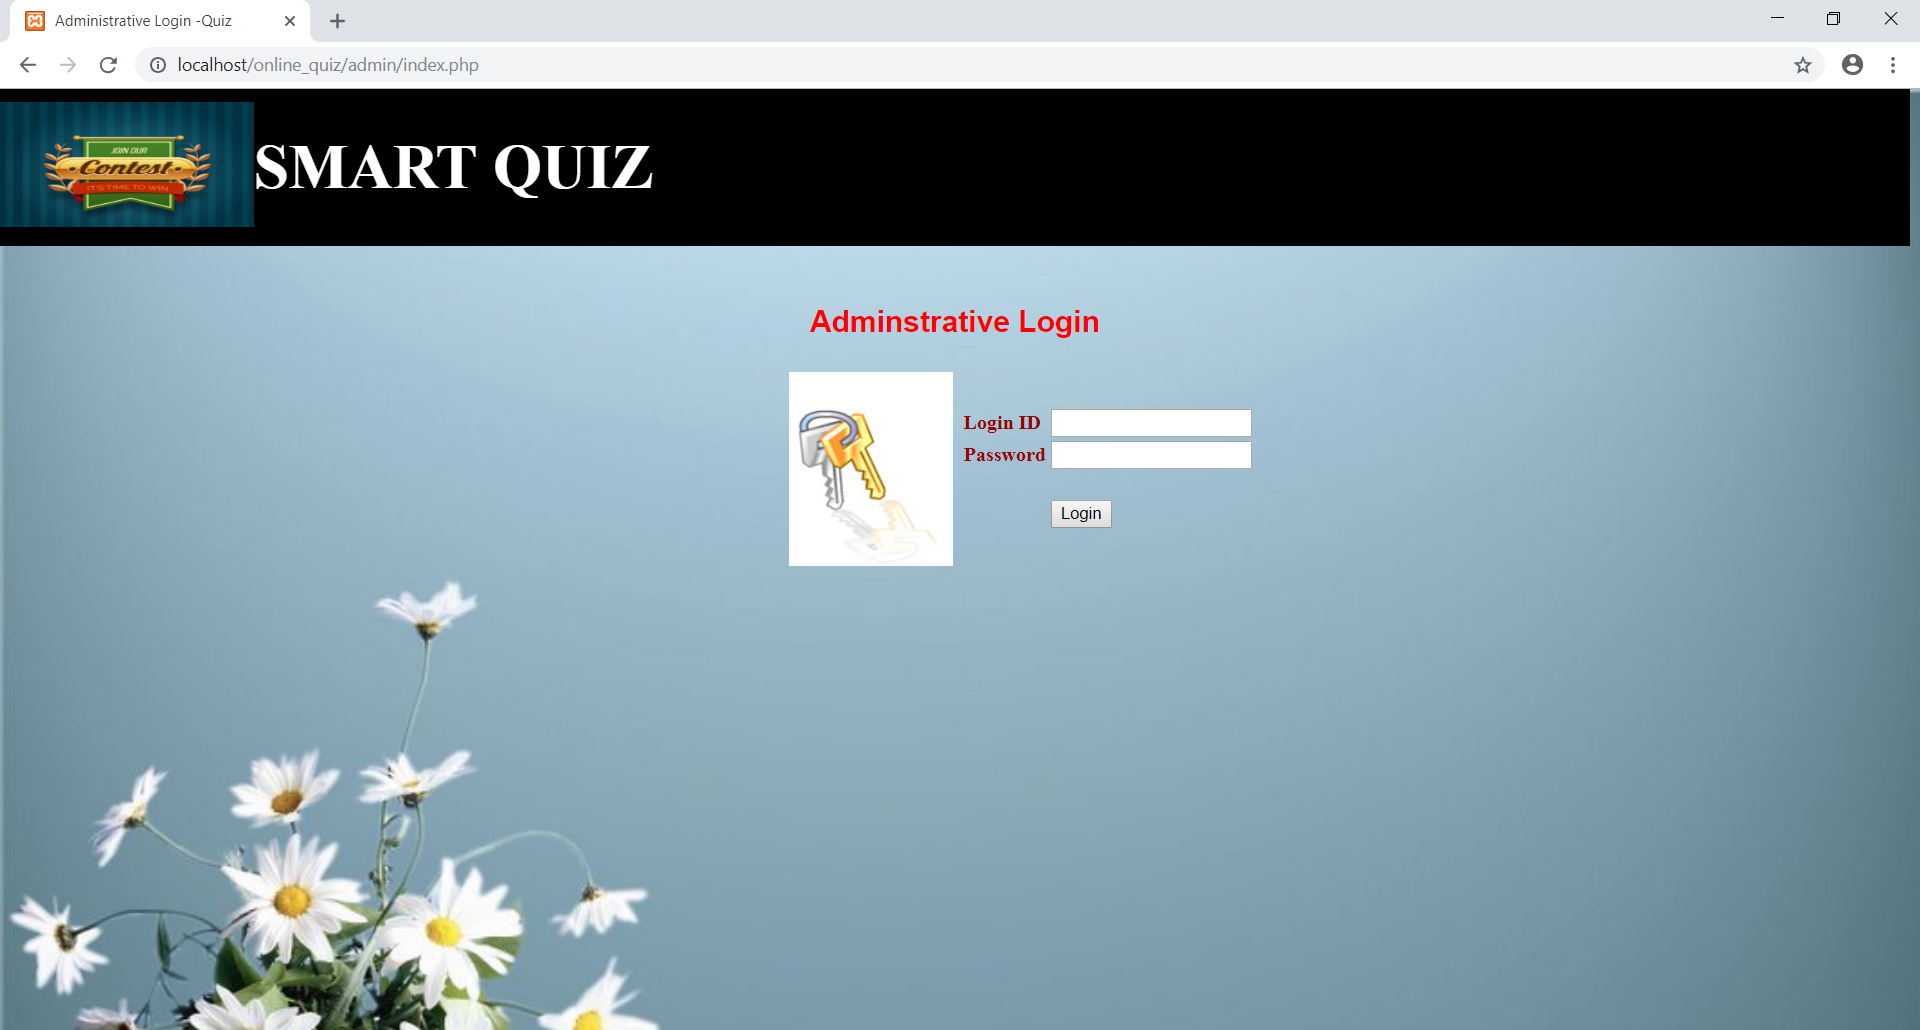 Administrative Login -Quiz
localhost/online_quiz/admin/index.php
JOIN OUR
Contest
IT'S TIME TO WIN
SMART QUIZ
Adminstrative Login
Login ID
Password
Login